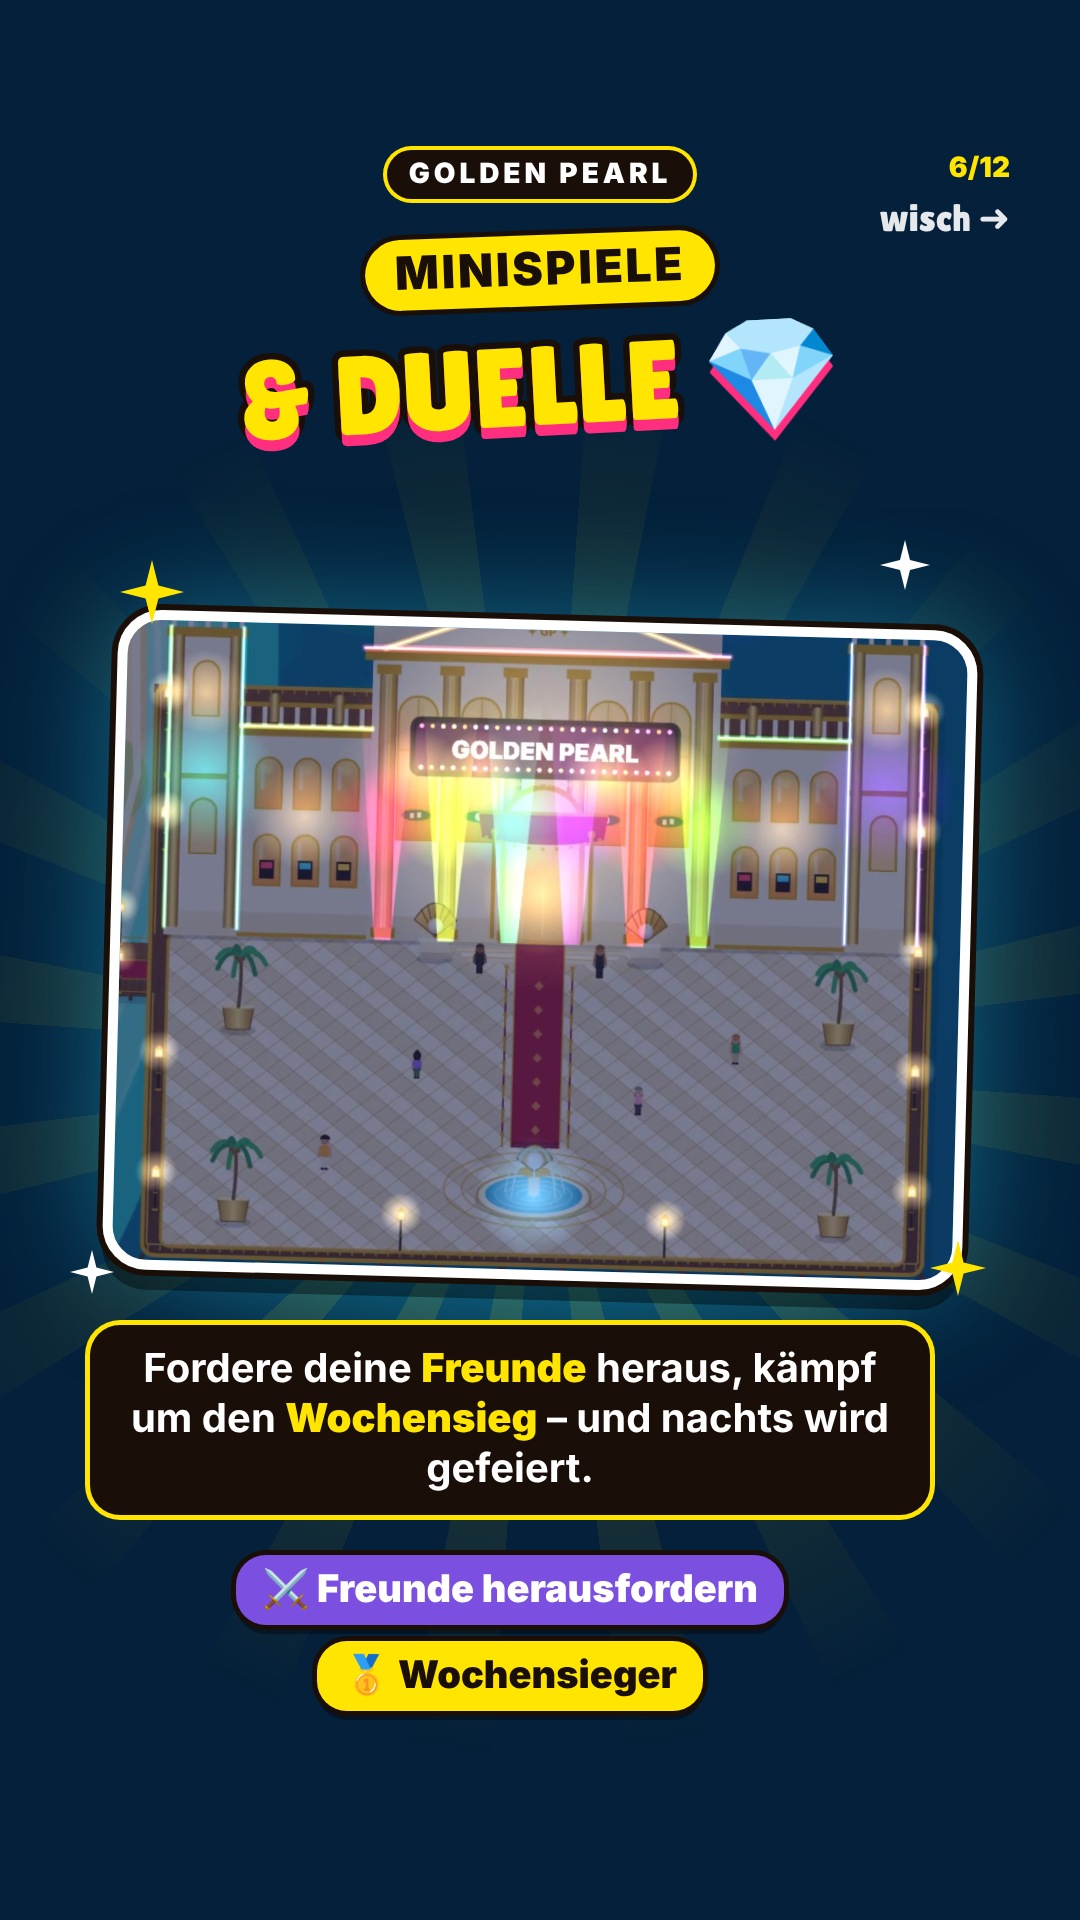 GOLDEN PEARL
6/12
wisch →
MINISPIELE
& DUELLE
GP
GOLDEN PEARL
Fordere deine Freunde heraus, kämpf
um den Wochensieg – und nachts wird
gefeiert.
Freunde herausfordern
Wochensieger